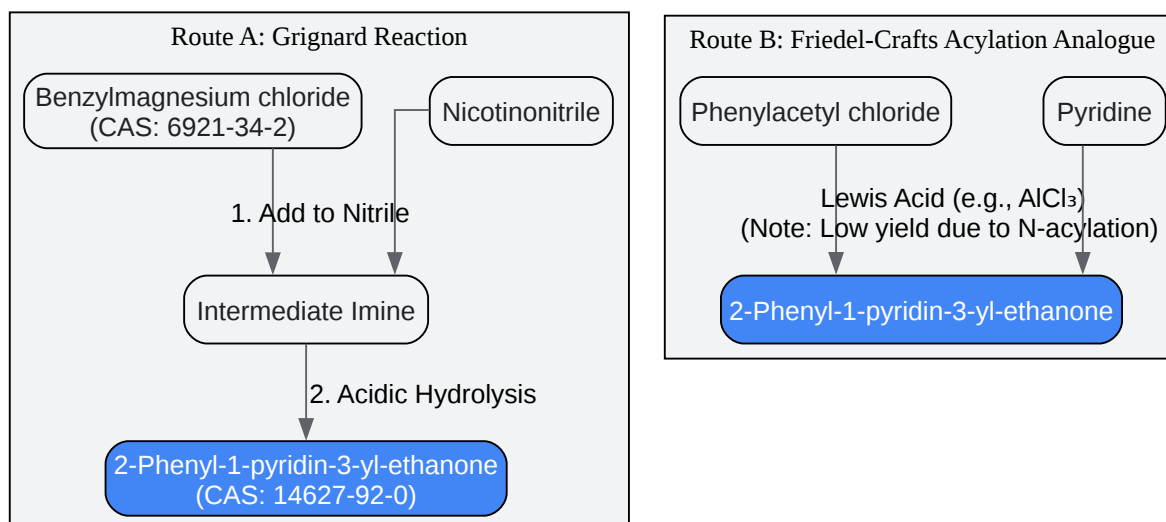 Route A: Grignard Reaction
Benzylmagnesium chloride
(CAS: 6921-34-2)
Nicotinonitrile
1. Add to Nitrile
Intermediate Imine
2. Acidic Hydrolysis
2-Phenyl-1-pyridin-3-yl-ethanone
(CAS: 14627-92-0)
Route B: Friedel-Crafts Acylation Analogue
Phenylacetyl chloride
Pyridine
Lewis Acid (e.g., AlCl₃)
(Note: Low yield due to N-acylation)
2-Phenyl-1-pyridin-3-yl-ethanone